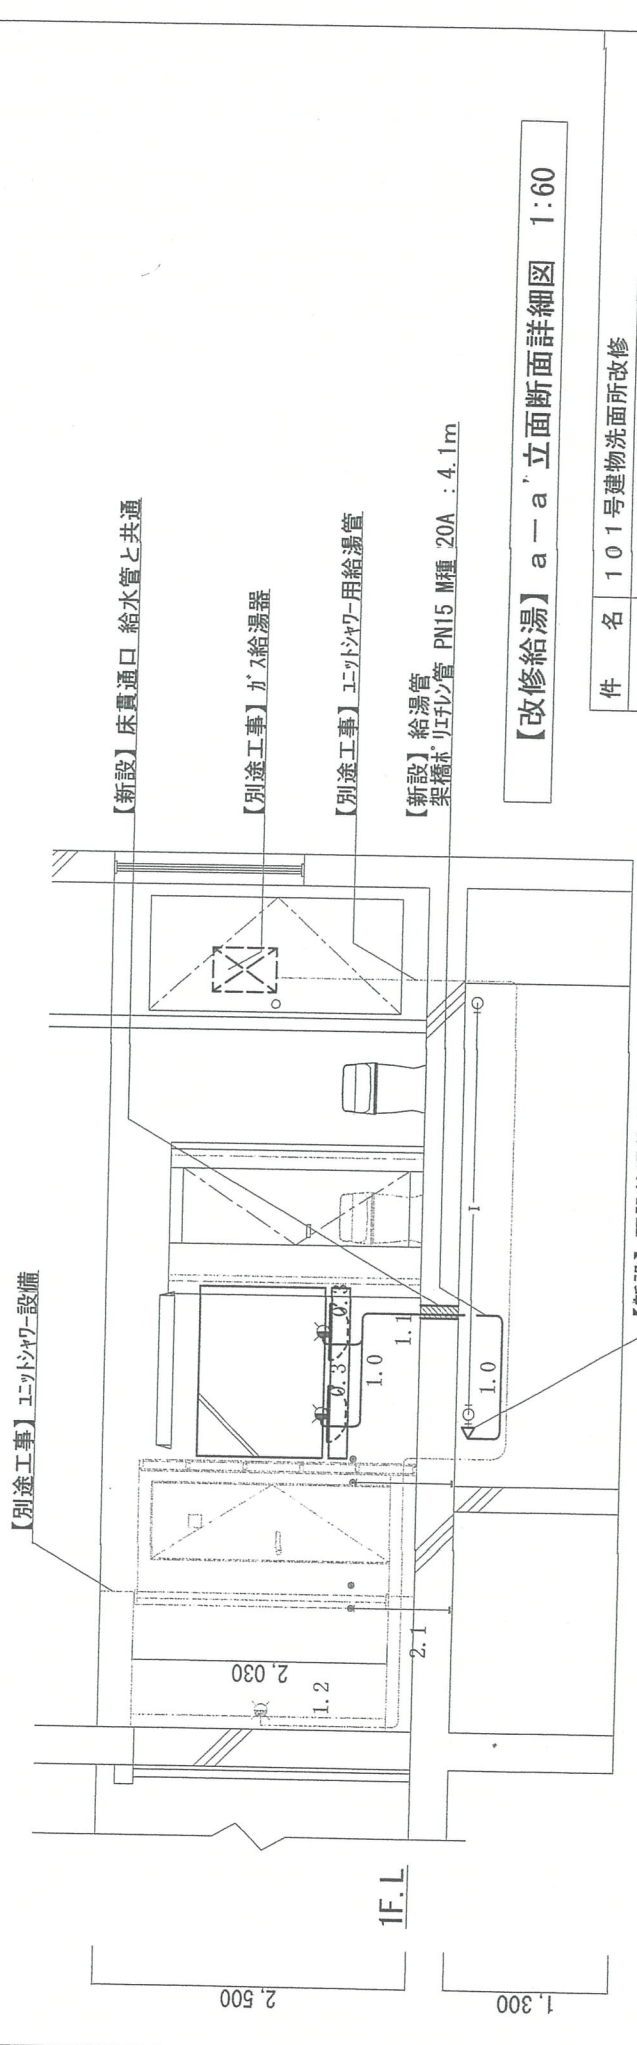 【別途工事】ユニットシャワー設備
【新設】床貫通口 給水管と共通
【別途工事】ガス給湯器
【別途工事】ユニットシャワー用給湯管
【新設】給湯管
架橋ポリエチレン管 PN15 M種 20A :4.1m
2,500
1F.L
1,300
2,030
1.2
2.1
0.3
0.3
1.0
1.1
1.0
【改修給湯】a-a'立面断面詳細図 1:60
件 名 101号建物洗面所改修